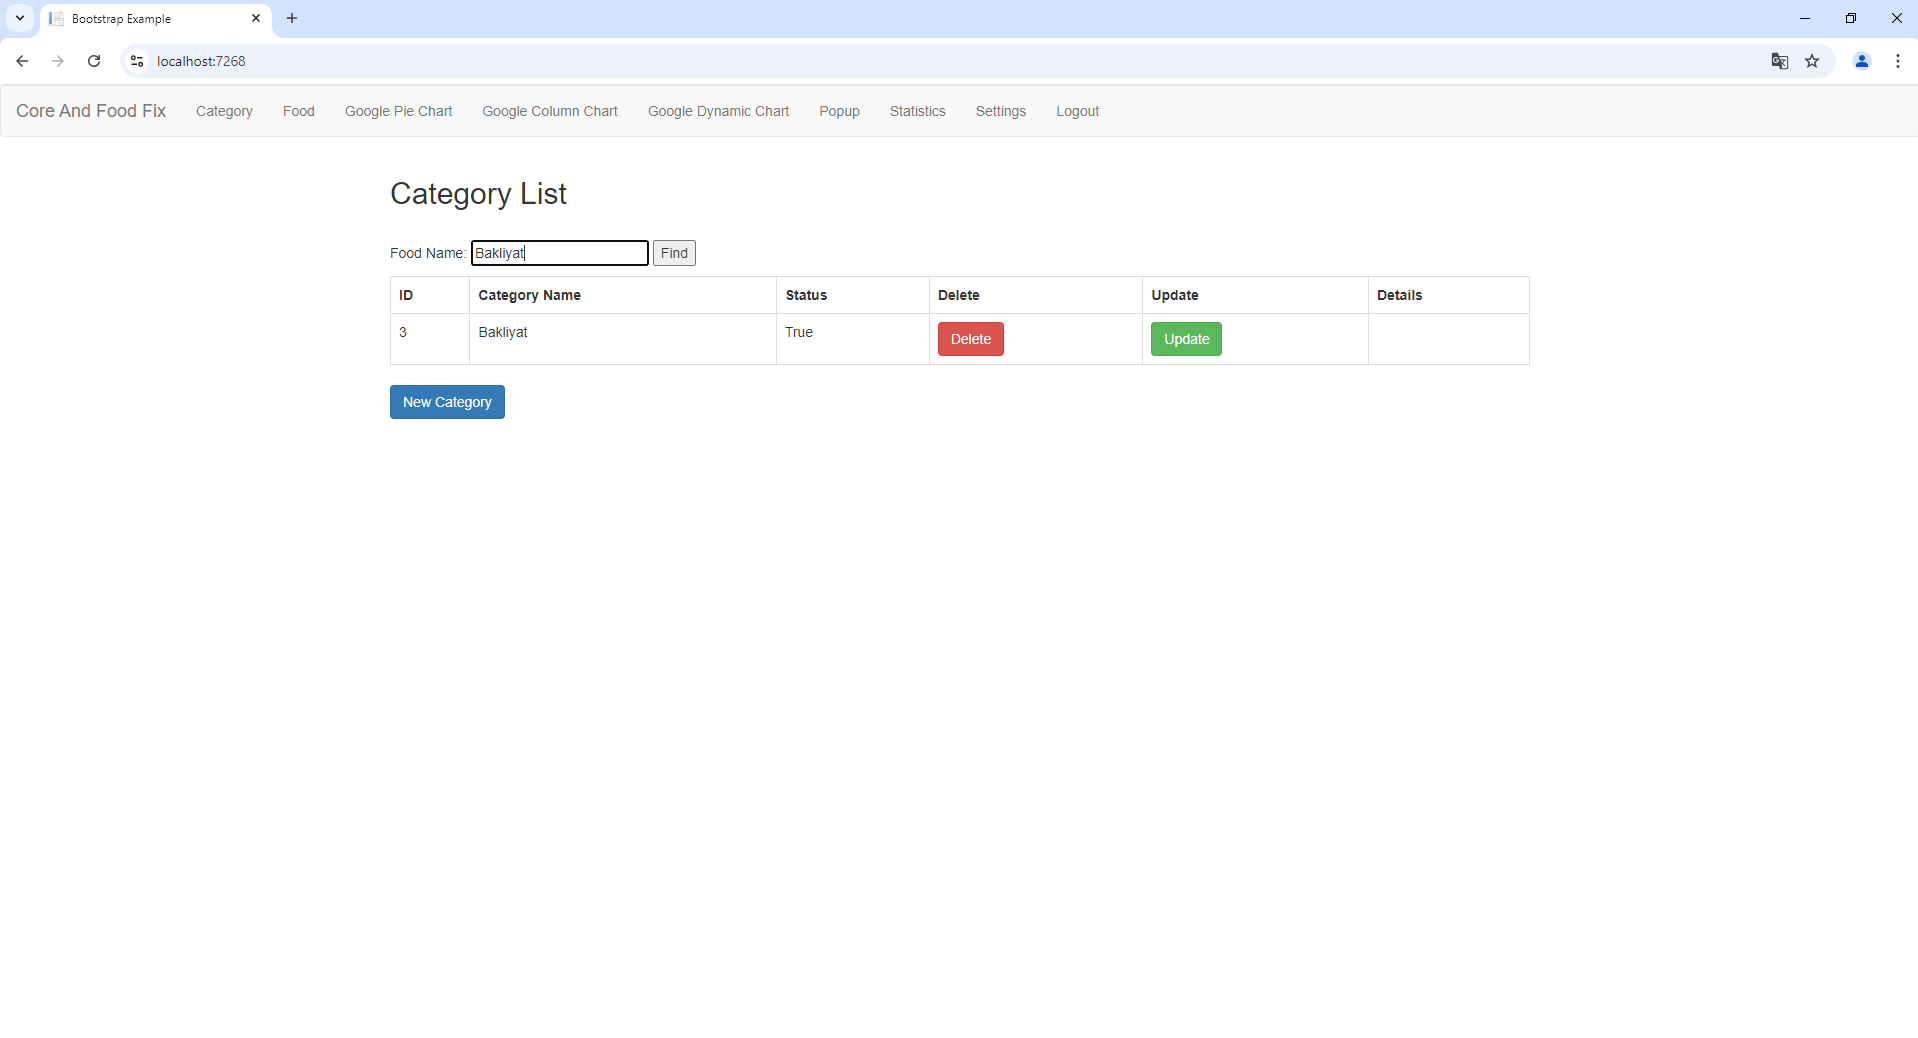 Bootstrap Example
localhost:7268
Core And Food Fix Category Food Google Pie Chart Google Column Chart Google Dynamic Chart Popup Statistics Settings Logout
Category List
Food Name: Bakliyat Find
ID Category Name Status Delete Update Details
3 Bakliyat True Delete Update
New Category